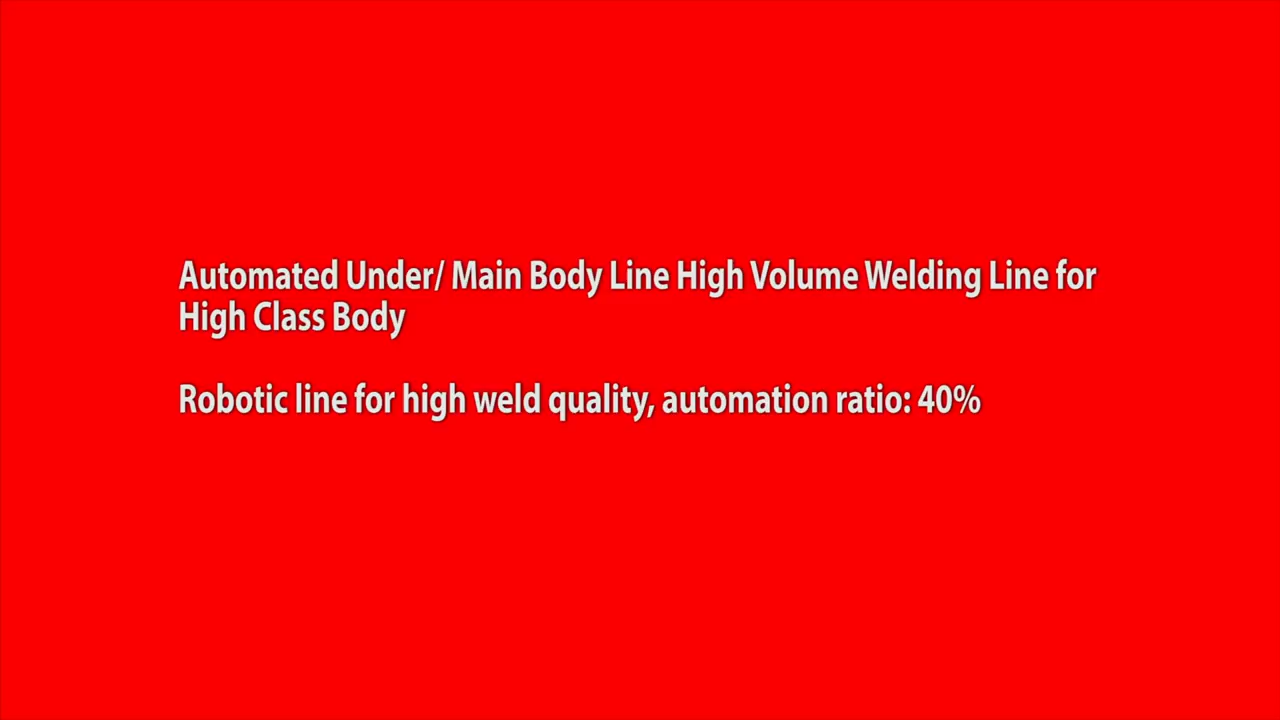 Automated Under/ Main Body Line High Volume Welding Line for
High Class Body
Robotic line for high weld quality, automation ratio: 40%